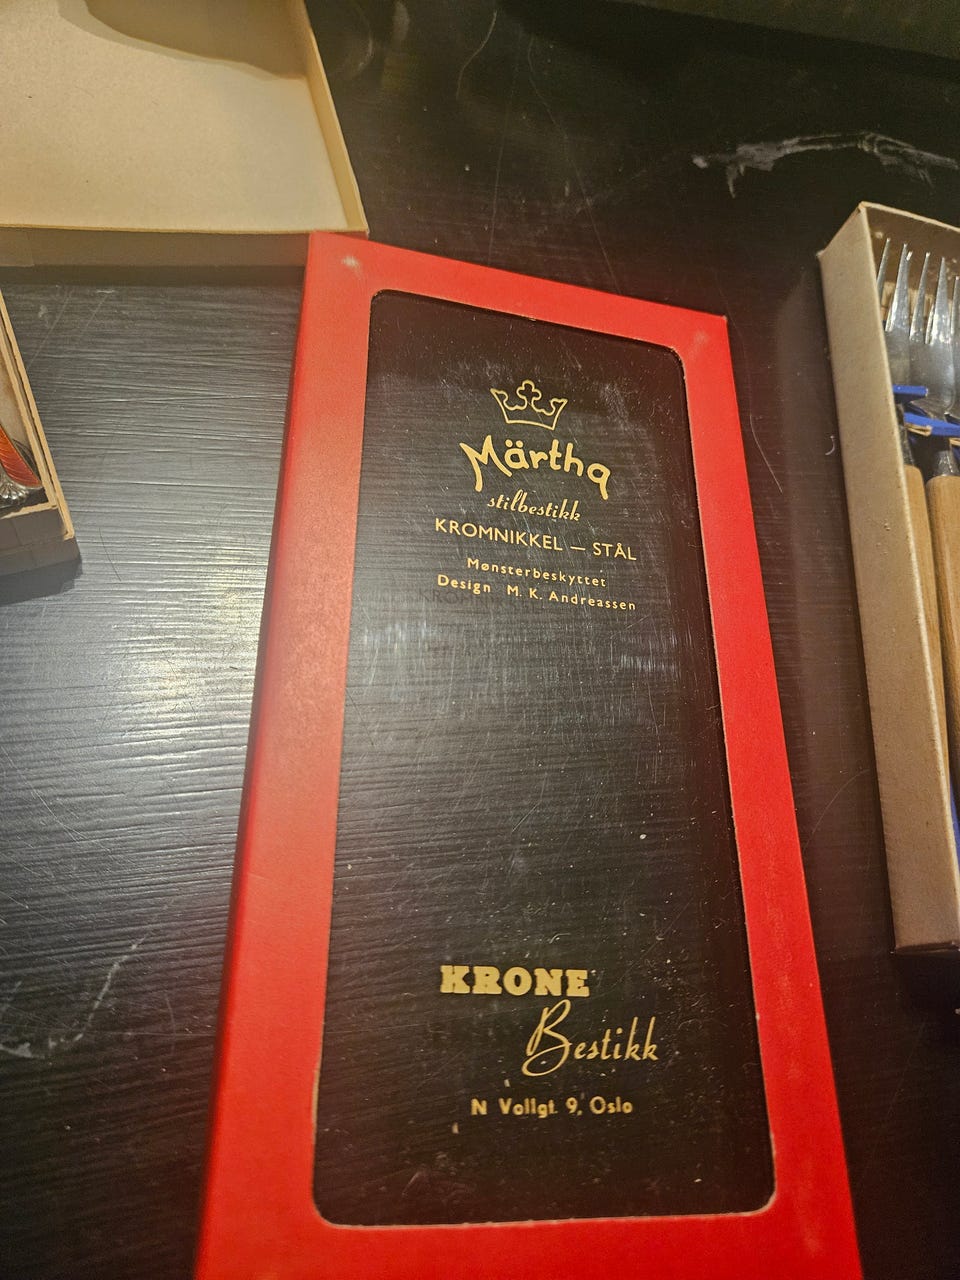 Märtha
stilbestikk
KROMNIKKEL — STÅL
Mønsterbeskyttet
Design M. K. Andreassen
KRONE
Bestikk
N Vollgt. 9, Oslo